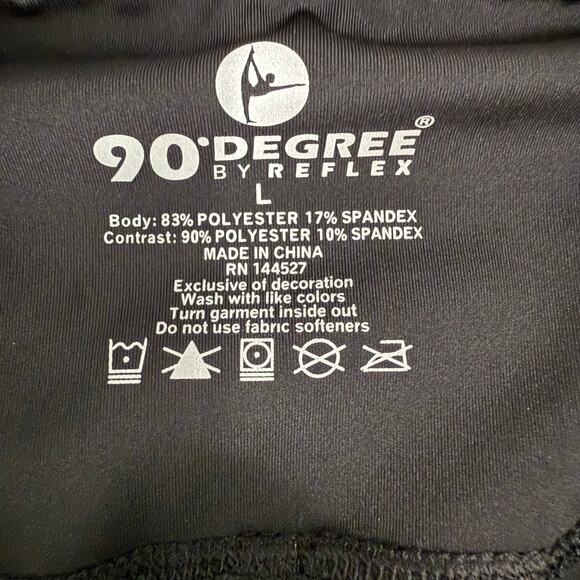 90°DEGREE®
BY REFLEX
L
Body: 83% POLYESTER 17% SPANDEX
Contrast: 90% POLYESTER 10% SPANDEX
MADE IN CHINA
RN 144527
Exclusive of decoration
Wash with like colors
Turn garment inside out
Do not use fabric softeners